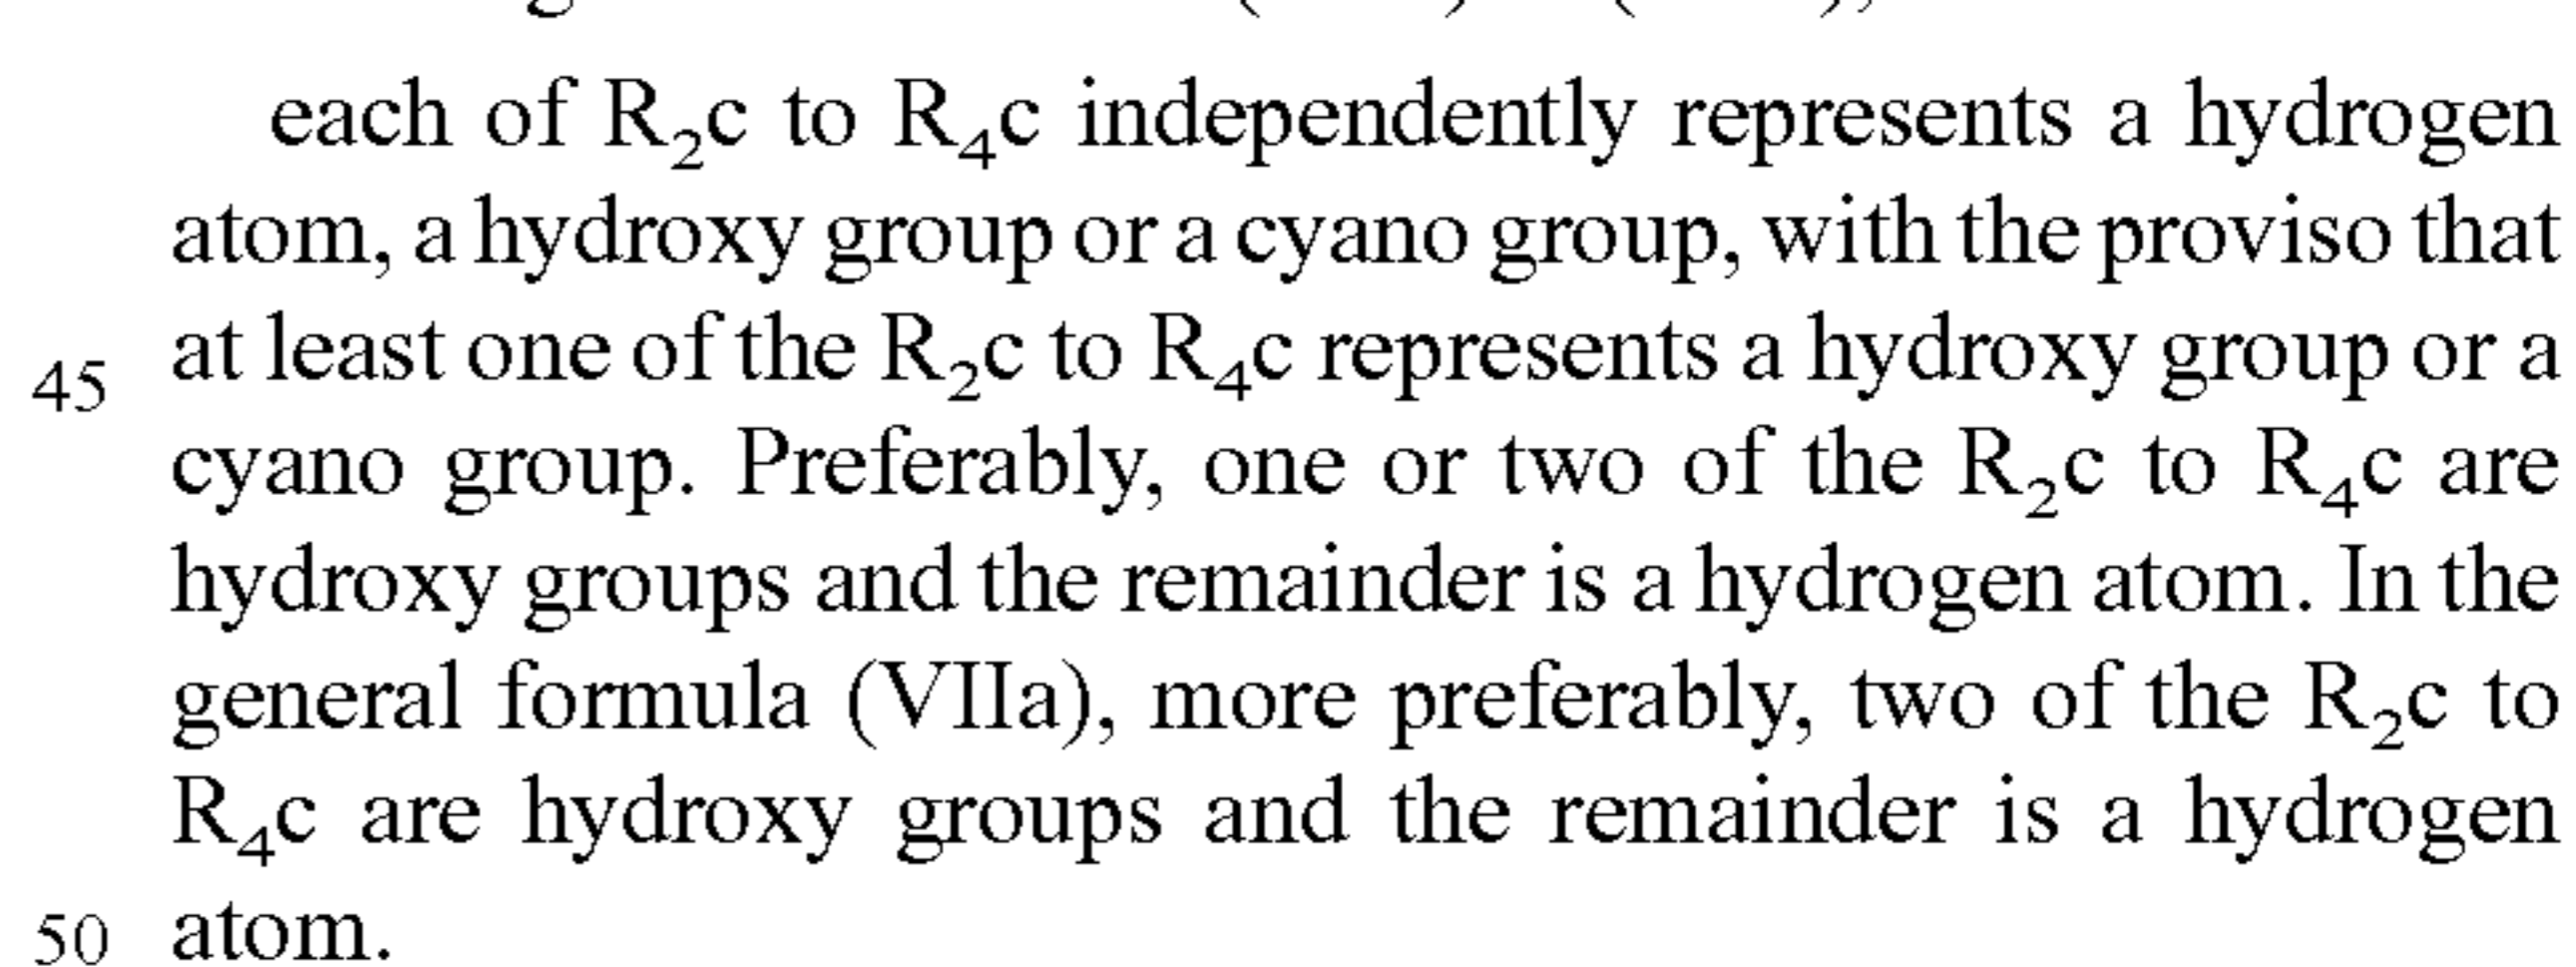 each of R₂c to R₄c independently represents a hydrogen
atom, a hydroxy group or a cyano group, with the proviso that
45 at least one of the R₂c to R₄c represents a hydroxy group or a
cyano group. Preferably, one or two of the R₂c to R₄c are
hydroxy groups and the remainder is a hydrogen atom. In the
general formula (VIIa), more preferably, two of the R₂c to
R₄c are hydroxy groups and the remainder is a hydrogen
50 atom.